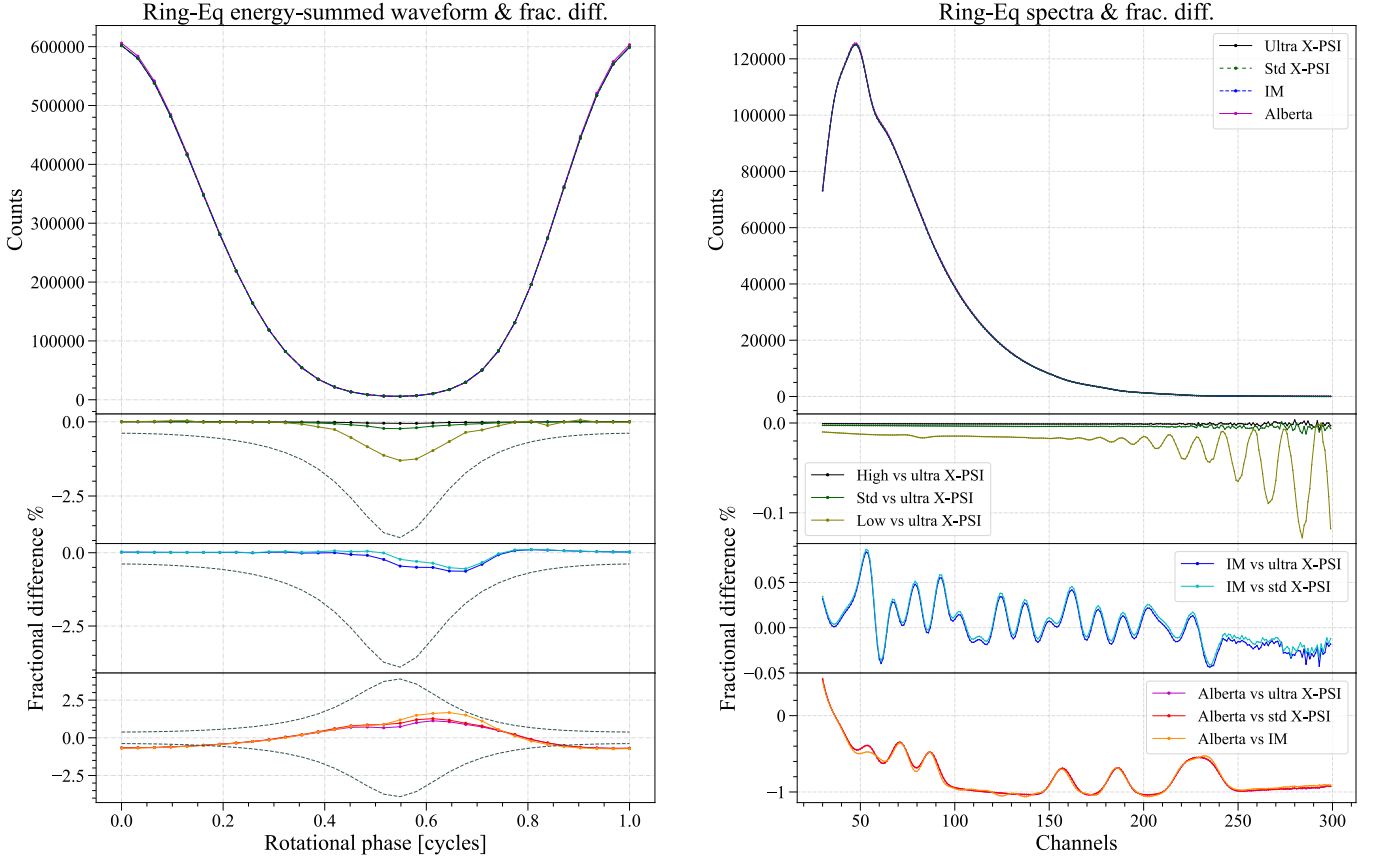 Ring-Eq energy-summed waveform & frac. diff.
600000
500000
400000
300000
200000
100000
0
Counts
0.0
−2.5
0.0
−2.5
2.5
0.0
−2.5
Fractional difference %
0.0
0.2
0.4
0.6
0.8
1.0
Rotational phase [cycles]
Ring-Eq spectra & frac. diff.
120000
100000
80000
60000
40000
20000
0
Counts
Ultra X-PSI
Std X-PSI
IM
Alberta
0.0
−0.1
High vs ultra X-PSI
Std vs ultra X-PSI
Low vs ultra X-PSI
0.05
0.00
−0.05
IM vs ultra X-PSI
IM vs std X-PSI
0
−1
Alberta vs ultra X-PSI
Alberta vs std X-PSI
Alberta vs IM
Fractional difference %
50
100
150
200
250
300
Channels